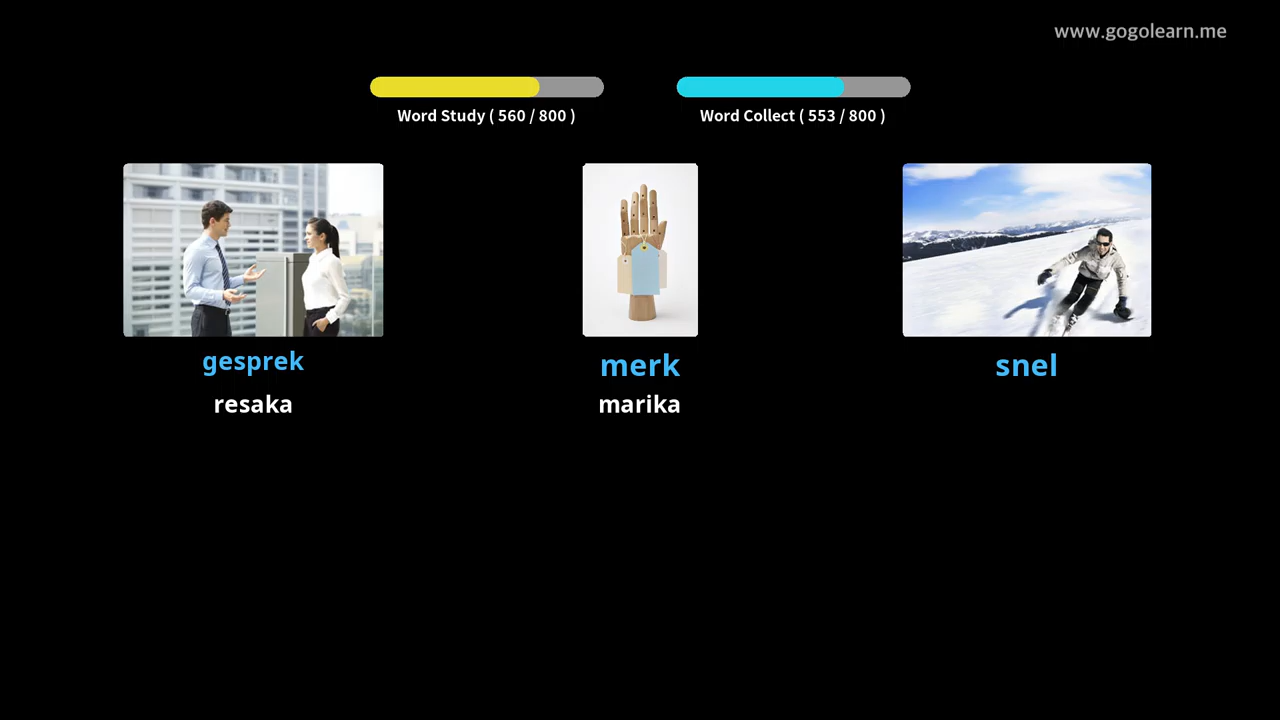 www.gogolearn.me
Word Study ( 560 / 800 )
Word Collect ( 553 / 800 )
gesprek
merk
snel
resaka
marika